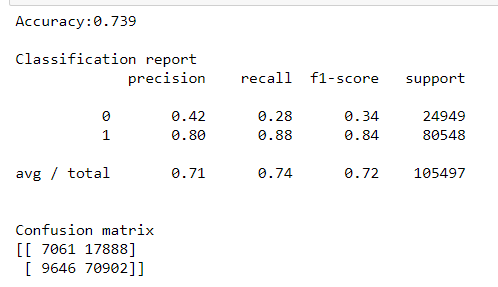 Accuracy:0.739
Classification report
precision recall f1-score support
0 0.42 0.28 0.34 24949
1 0.80 0.88 0.84 80548
avg / total 0.71 0.74 0.72 105497
Confusion matrix
[[ 7061 17888]
[ 9646 70902]]